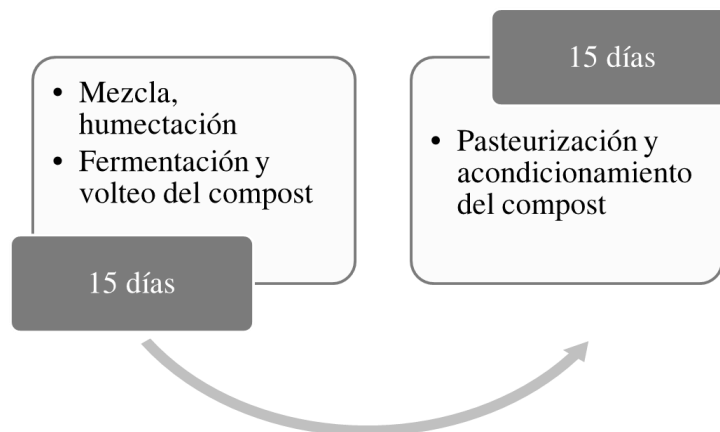 • Mezcla,
humectación
• Fermentación y
volteo del compost
15 días
15 días
• Pasteurización y
acondicionamiento
del compost